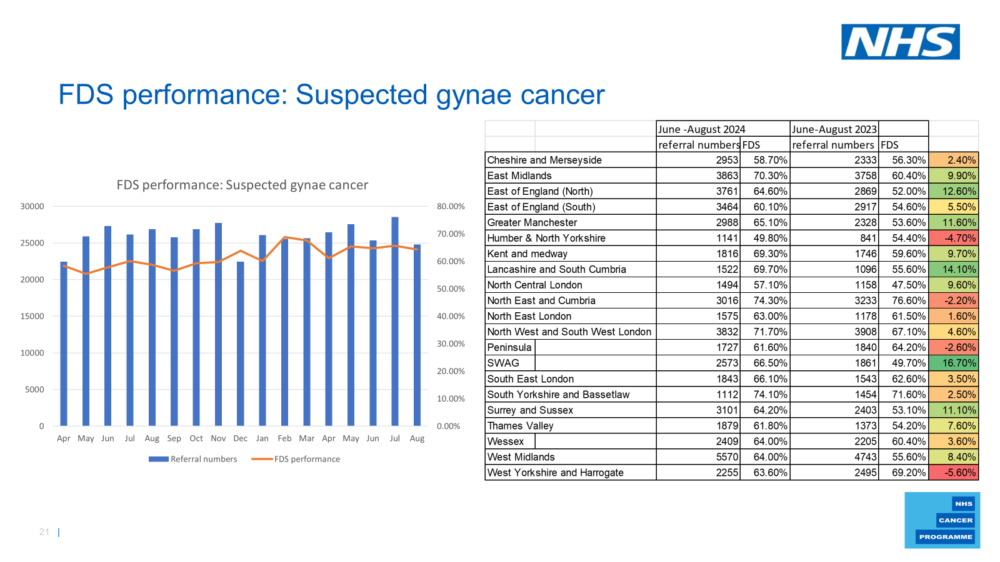 NHS
FDS performance: Suspected gynae cancer
FDS performance: Suspected gynae cancer
30000
25000
20000
15000
10000
5000
0
80.00%
70.00%
60.00%
50.00%
40.00%
30.00%
20.00%
10.00%
0.00%
Apr May Jun Jul Aug Sep Oct Nov Dec Jan Feb Mar Apr May Jun Jul Aug
Referral numbers FDS performance
June -August 2024 June-August 2023
referral numbers FDS referral numbers FDS
Cheshire and Merseyside 2953 58.70% 2333 56.30% 2.40%
East Midlands 3863 70.30% 3758 60.40% 9.90%
East of England (North) 3761 64.60% 2869 52.00% 12.60%
East of England (South) 3464 60.10% 2917 54.60% 5.50%
Greater Manchester 2988 65.10% 2328 53.60% 11.60%
Humber & North Yorkshire 1141 49.80% 841 54.40% -4.70%
Kent and medway 1816 69.30% 1746 59.60% 9.70%
Lancashire and South Cumbria 1522 69.70% 1096 55.60% 14.10%
North Central London 1494 57.10% 1158 47.50% 9.60%
North East and Cumbria 3016 74.30% 3233 76.60% -2.20%
North East London 1575 63.00% 1178 61.50% 1.60%
North West and South West London 3832 71.70% 3908 67.10% 4.60%
Peninsula 1727 61.60% 1840 64.20% -2.60%
SWAG 2573 66.50% 1861 49.70% 16.70%
South East London 1843 66.10% 1543 62.60% 3.50%
South Yorkshire and Bassetlaw 1112 74.10% 1454 71.60% 2.50%
Surrey and Sussex 3101 64.20% 2403 53.10% 11.10%
Thames Valley 1879 61.80% 1373 54.20% 7.60%
Wessex 2409 64.00% 2205 60.40% 3.60%
West Midlands 5570 64.00% 4743 55.60% 8.40%
West Yorkshire and Harrogate 2255 63.60% 2495 69.20% -5.60%
21 |
NHS
CANCER
PROGRAMME